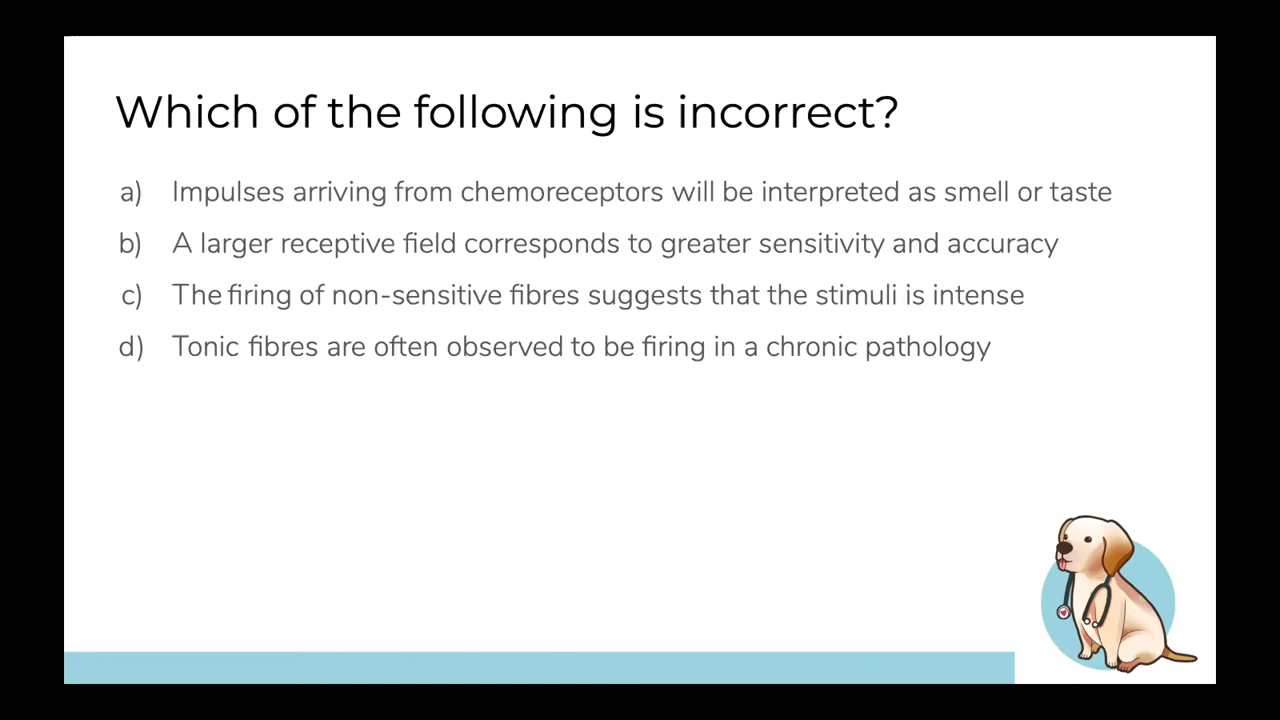 Which of the following is incorrect?
a) Impulses arriving from chemoreceptors will be interpreted as smell or taste
b) A larger receptive field corresponds to greater sensitivity and accuracy
c) The firing of non-sensitive fibres suggests that the stimuli is intense
d) Tonic fibres are often observed to be firing in a chronic pathology